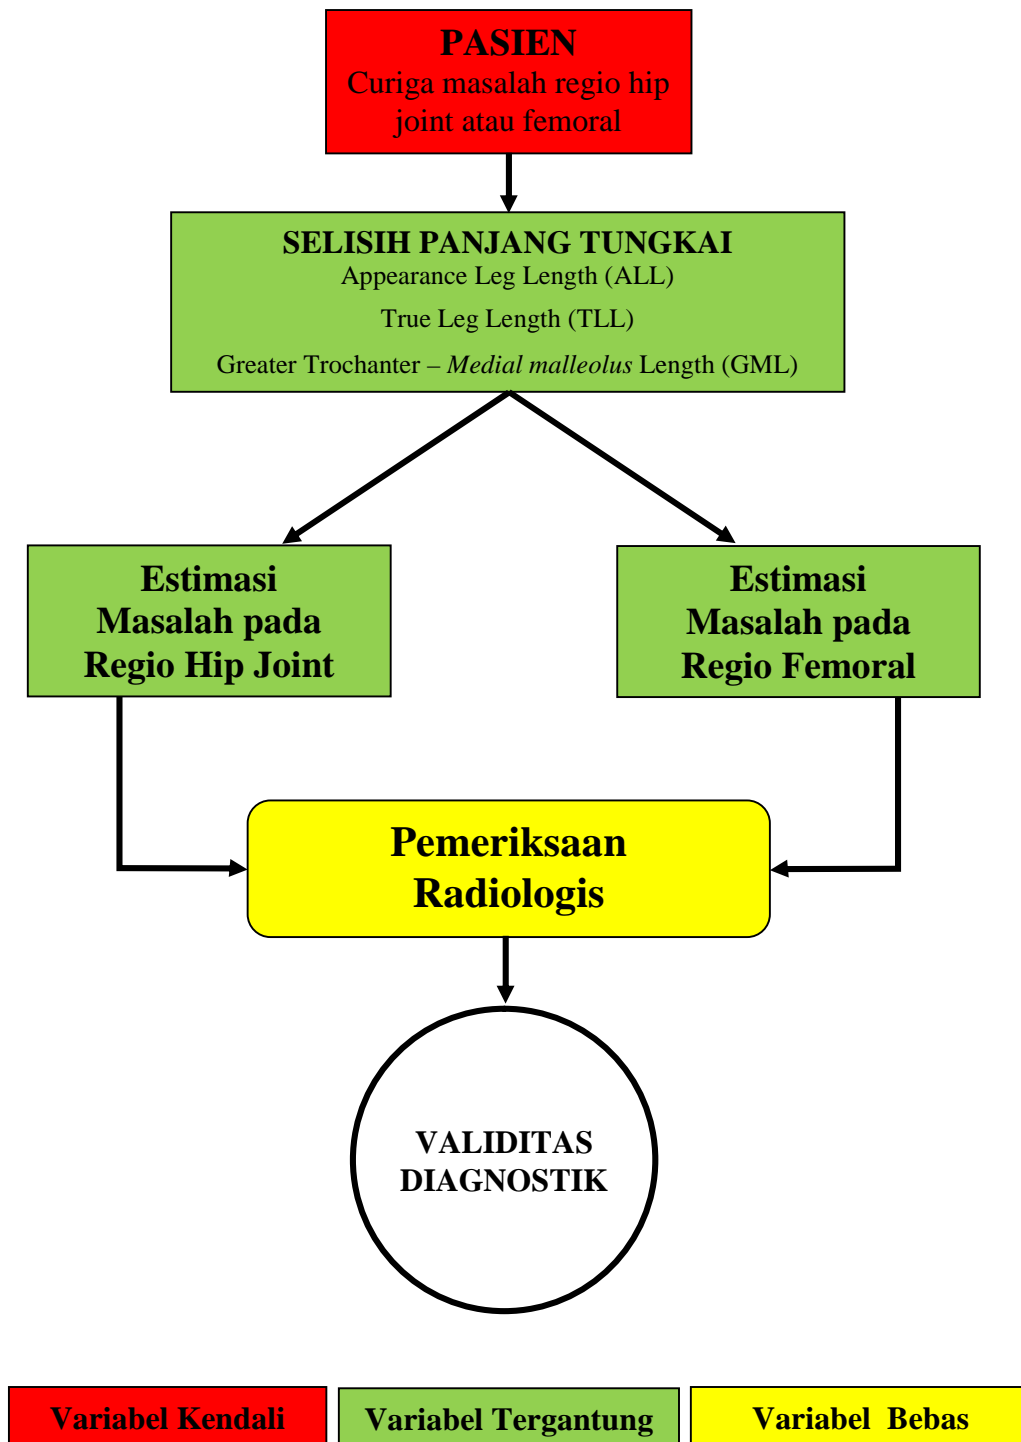 PASIEN
Curiga masalah regio hip
joint atau femoral
SELISIH PANJANG TUNGKAI
Appearance Leg Length (ALL)
True Leg Length (TLL)
Greater Trochanter – Medial malleolus Length (GML)
Estimasi
Masalah pada
Regio Hip Joint
Estimasi
Masalah pada
Regio Femoral
Pemeriksaan
Radiologis
VALIDITAS
DIAGNOSTIK
Variabel Kendali
Variabel Tergantung
Variabel Bebas